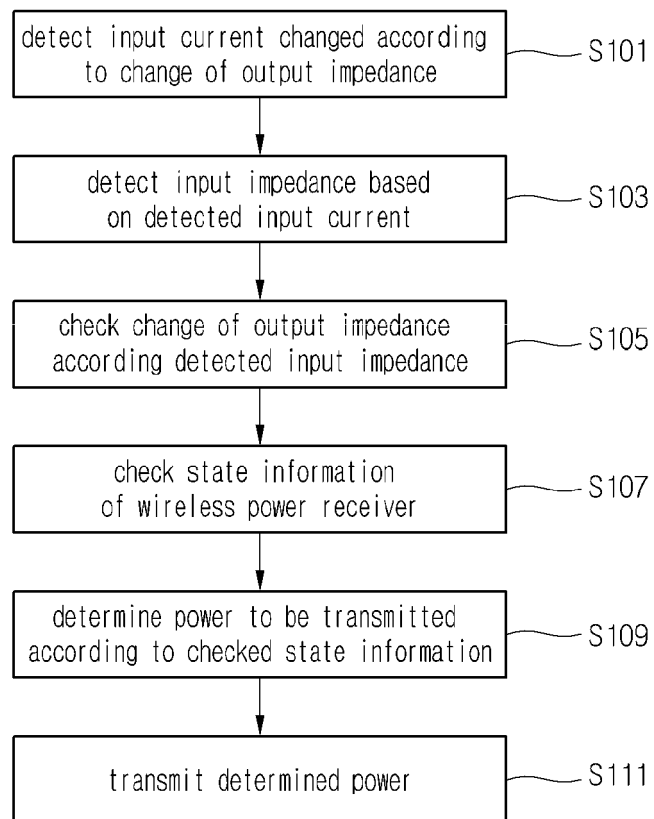 detect input current changed according
to change of output impedance
S101
detect input impedance based
on detected input current
S103
check change of output impedance
according detected input impedance
S105
check state information
of wireless power receiver
S107
determine power to be transmitted
according to checked state information
S109
transmit determined power
S111